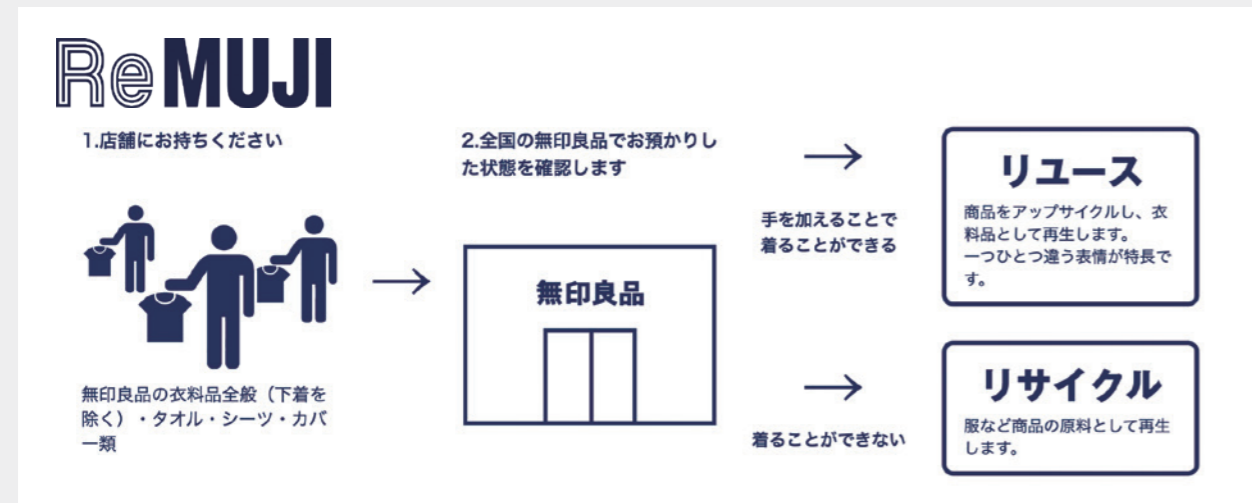 ReMUJI
1.店舗にお持ちください
無印良品の衣料品全般（下着を
除く）・タオル・シーツ・カバ
ー類
2.全国の無印良品でお預かりし
た状態を確認します
無印良品
手を加えることで
着ることができる
リユース
商品をアップサイクルし、衣
料品として再生します。
一つひとつ違う表情が特長で
す。
着ることができない
リサイクル
服など商品の原料として再生
します。